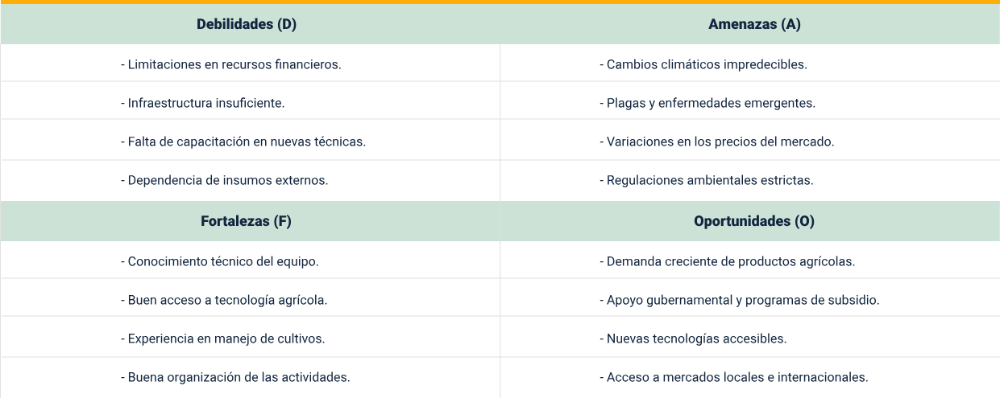 Debilidades (D)
Amenazas (A)
- Limitaciones en recursos financieros.
- Cambios climáticos impredecibles.
- Infraestructura insuficiente.
- Plagas y enfermedades emergentes.
- Falta de capacitación en nuevas técnicas.
- Variaciones en los precios del mercado.
- Dependencia de insumos externos.
- Regulaciones ambientales estrictas.
Fortalezas (F)
Oportunidades (O)
- Conocimiento técnico del equipo.
- Demanda creciente de productos agrícolas.
- Buen acceso a tecnología agrícola.
- Apoyo gubernamental y programas de subsidio.
- Experiencia en manejo de cultivos.
- Nuevas tecnologías accesibles.
- Buena organización de las actividades.
- Acceso a mercados locales e internacionales.